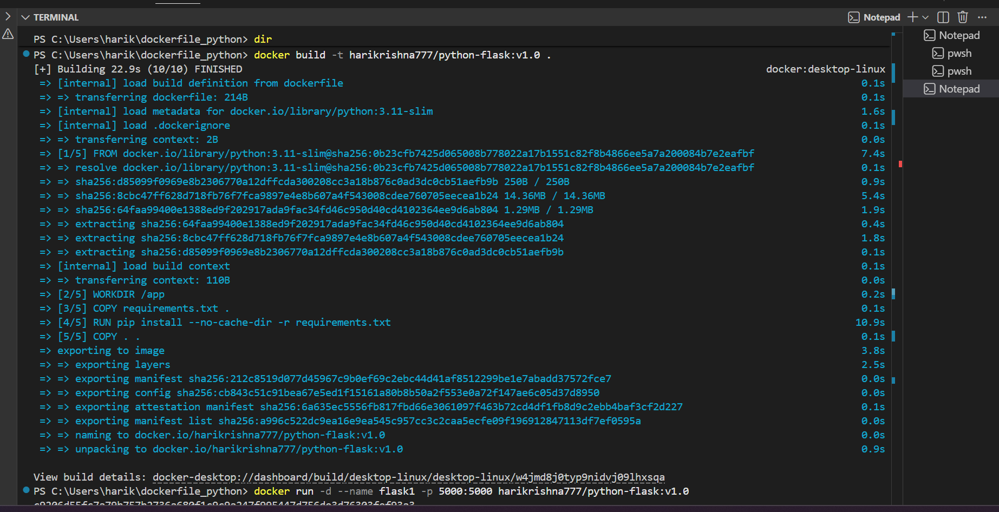 TERMINAL
Notepad
PS C:\Users\harik\dockerfile_python> dir
PS C:\Users\harik\dockerfile_python> docker build -t harikrishna777/python-flask:v1.0 .
[+] Building 22.9s (10/10) FINISHED docker:desktop-linux
=> [internal] load build definition from dockerfile 0.1s
=> => transferring dockerfile: 214B 0.1s
=> [internal] load metadata for docker.io/library/python:3.11-slim 1.6s
=> [internal] load .dockerignore 0.1s
=> => transferring context: 2B 0.0s
=> [1/5] FROM docker.io/library/python:3.11-slim@sha256:0b23cfb7425d065008b778022a17b1551c82f8b4866ee5a7a200084b7e2eafbf 7.4s
=> => resolve docker.io/library/python:3.11-slim@sha256:0b23cfb7425d065008b778022a17b1551c82f8b4866ee5a7a200084b7e2eafbf 0.1s
=> => sha256:d85099f0969e8b2306770a12dffcda300208cc3a18b876c0ad3dc0cb51aefb9b 250B / 250B 0.9s
=> => sha256:8cbc47ff628d718fb76f7fca9897e4e8b607a4f543008cdee760705eecea1b24 14.36MB / 14.36MB 5.4s
=> => sha256:64faa99400e1388ed9f202917ada9fac34fd46c950d40cd4102364ee9d6ab804 1.29MB / 1.29MB 1.9s
=> => extracting sha256:64faa99400e1388ed9f202917ada9fac34fd46c950d40cd4102364ee9d6ab804 0.4s
=> => extracting sha256:8cbc47ff628d718fb76f7fca9897e4e8b607a4f543008cdee760705eecea1b24 1.8s
=> => extracting sha256:d85099f0969e8b2306770a12dffcda300208cc3a18b876c0ad3dc0cb51aefb9b 0.1s
=> [internal] load build context 0.1s
=> => transferring context: 110B 0.0s
=> [2/5] WORKDIR /app 0.2s
=> [3/5] COPY requirements.txt . 0.1s
=> [4/5] RUN pip install --no-cache-dir -r requirements.txt 10.9s
=> [5/5] COPY . . 0.1s
=> exporting to image 3.8s
=> => exporting layers 2.5s
=> => exporting manifest sha256:212c8519d077d45967c9b0ef69c2ebc44d41af8512299be1e7abadd37572fce7 0.0s
=> => exporting config sha256:cb843c51c91bea67e5ed1f15161a80b8b50a2f553e0a72f147ae6c05d37d8950 0.0s
=> => exporting attestation manifest sha256:6a635ec5556fb817fbd66e3061097f463b72cd4df1fb8d9c2ebb4baf3cf2d227 0.1s
=> => exporting manifest list sha256:a996c522dc9ea16e9ea545c957cc3c2caa5ecfe09f196912847113df7ef0595a 0.0s
=> => naming to docker.io/harikrishna777/python-flask:v1.0 0.0s
=> => unpacking to docker.io/harikrishna777/python-flask:v1.0 0.9s
View build details: docker-desktop://dashboard/build/desktop-linux/desktop-linux/w4jmd8j0typ9nidvj09lhxsqa
PS C:\Users\harik\dockerfile_python> docker run -d --name flask1 -p 5000:5000 harikrishna777/python-flask:v1.0
Notepad
pwsh
pwsh
Notepad